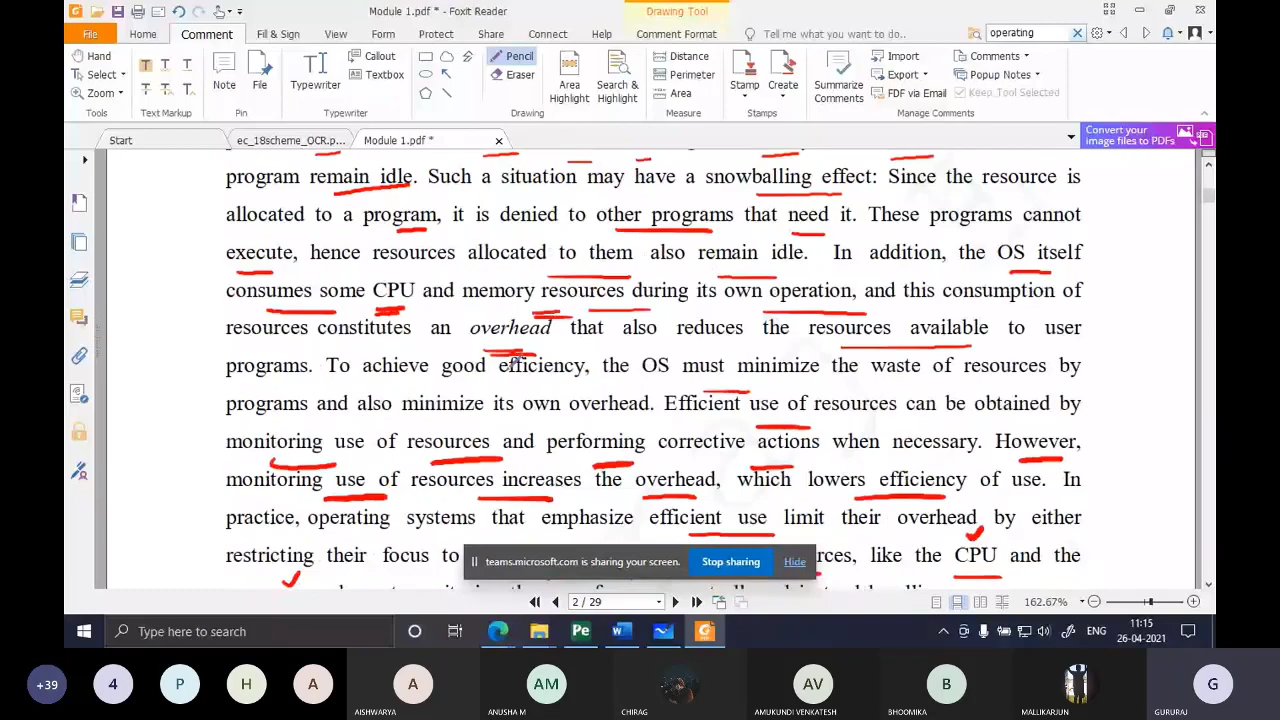 Module 1.pdf * - Foxit Reader
Drawing Tool
File Home Comment Fill & Sign View Form Protect Share Connect Help Comment Format Tell me what you want to do... operating
Hand
Select
Zoom
Tools
Text Markup
Note
File
Pin
Typewriter
Callout
Textbox
Typewriter
Pencil
Eraser
Drawing
Area Highlight
Search & Highlight
Distance
Perimeter
Area
Measure
Stamp
Create
Stamps
Summarize Comments
Import
Export
FDF via Email
Comments
Popup Notes
Keep Tool Selected
Manage Comments
Start
ec_18scheme_OCR.p...
Module 1.pdf *
Convert your image files to PDFs
program remain idle. Such a situation may have a snowballing effect: Since the resource is
allocated to a program, it is denied to other programs that need it. These programs cannot
execute, hence resources allocated to them also remain idle. In addition, the OS itself
consumes some CPU and memory resources during its own operation, and this consumption of
resources constitutes an overhead that also reduces the resources available to user
programs. To achieve good efficiency, the OS must minimize the waste of resources by
programs and also minimize its own overhead. Efficient use of resources can be obtained by
monitoring use of resources and performing corrective actions when necessary. However,
monitoring use of resources increases the overhead, which lowers efficiency of use. In
practice, operating systems that emphasize efficient use limit their overhead by either
restricting their focus to rces, like the CPU and the
teams.microsoft.com is sharing your screen. Stop sharing Hide
2 / 29
162.67%
Type here to search
Pe
ENG
11:15
26-04-2021
+39
4
P
H
A
A
AISHWARYA
AM
ANUSHA M
CHIRAG
AV
AMUKUNDI VENKATESH
B
BHOOMIKA
MALLIKARJUN
G
GURURAJ